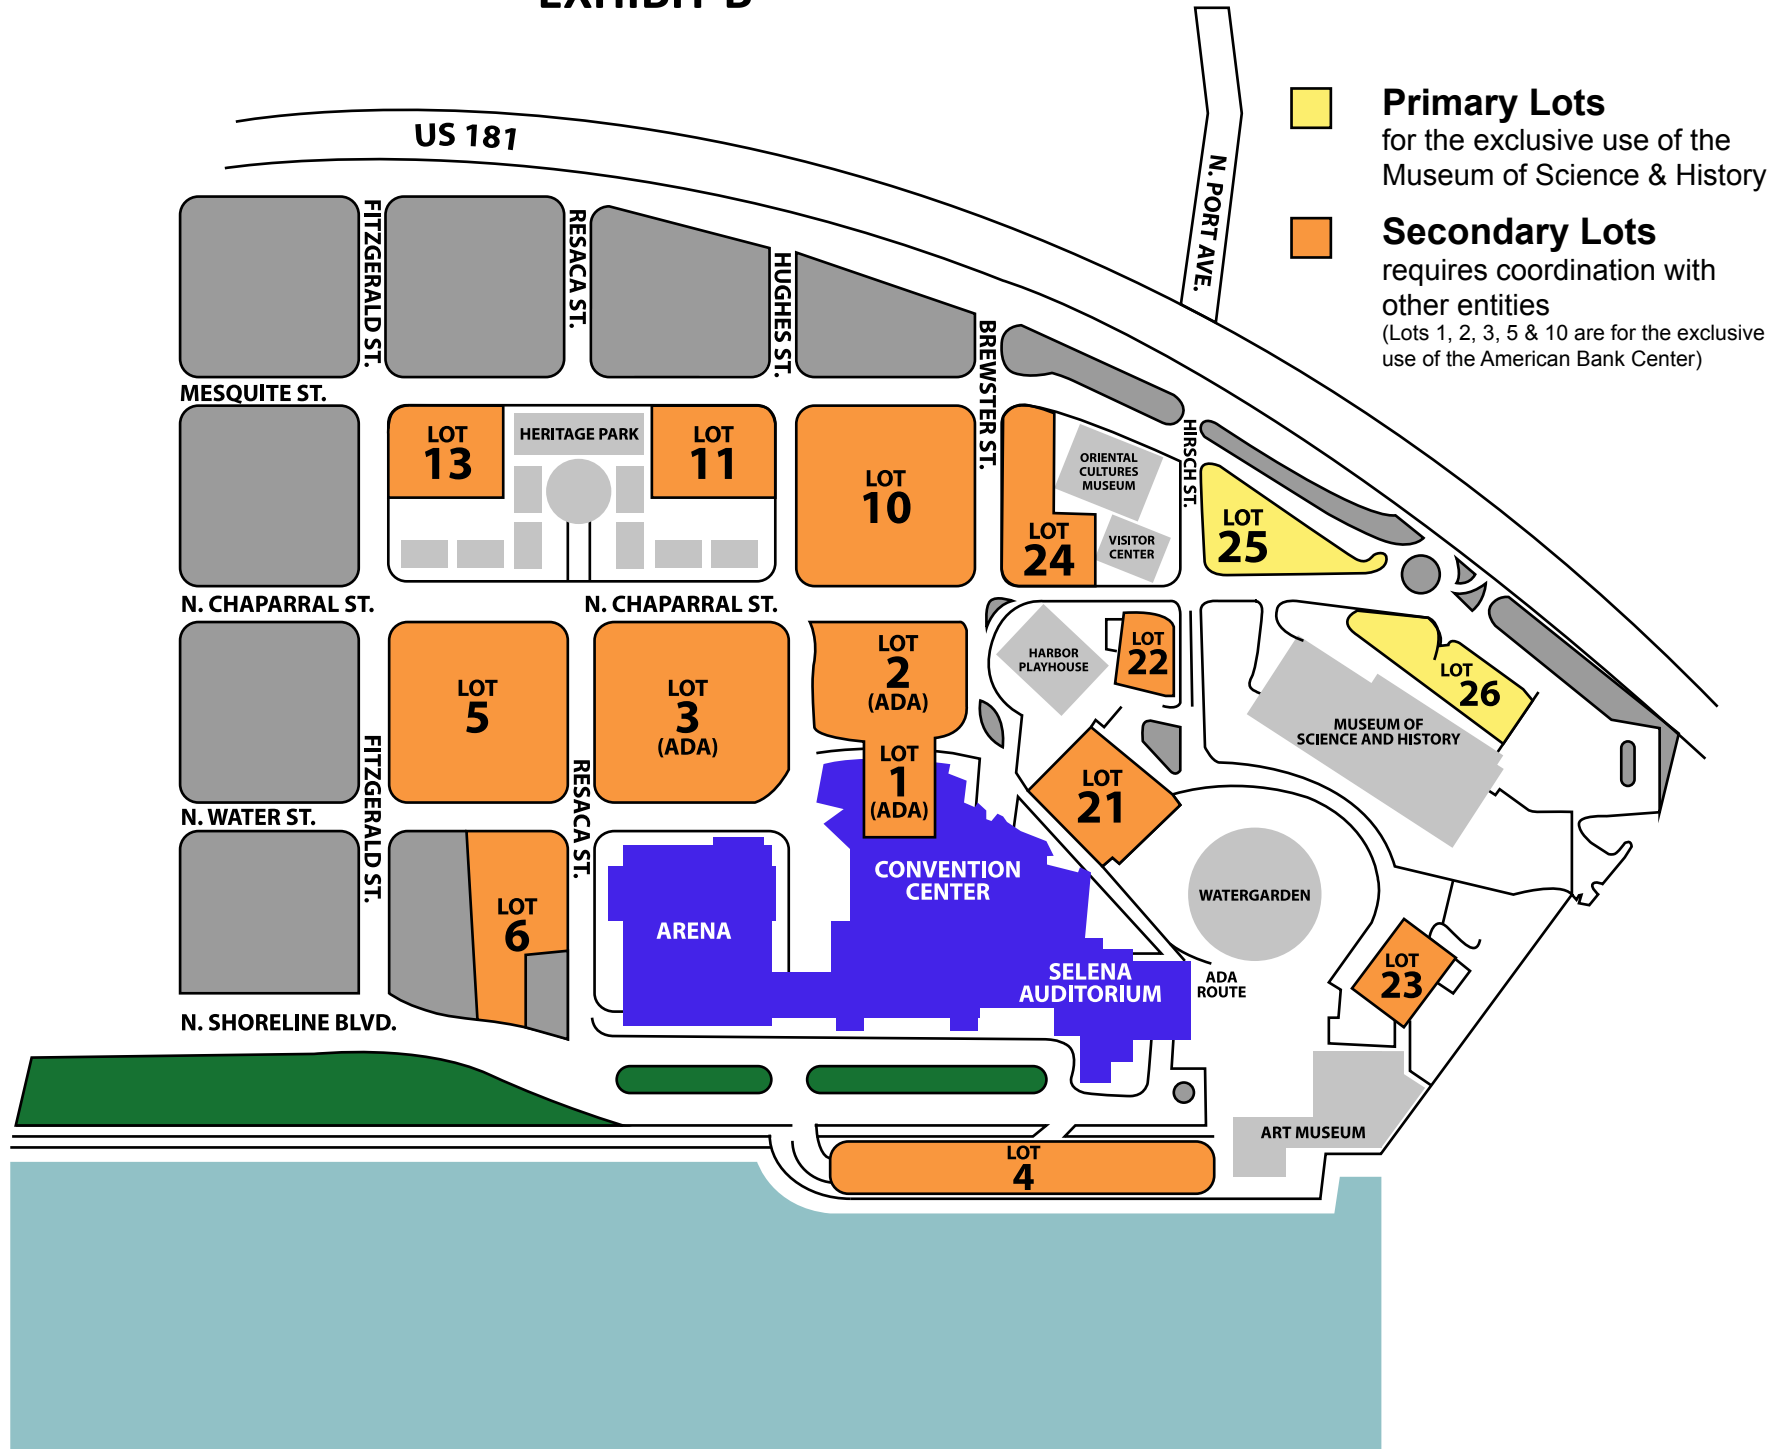 EXHIBIT B
US 181
N. PORT AVE.
Primary Lots
for the exclusive use of the
Museum of Science & History
Secondary Lots
requires coordination with
other entities
(Lots 1, 2, 3, 5 & 10 are for the exclusive
use of the American Bank Center)
FITZGERALD ST.
RESACA ST.
HUGHES ST.
BREWSTER ST.
HIRSCH ST.
MESQUITE ST.
LOT
13
HERITAGE PARK
LOT
11
LOT
10
LOT
24
ORIENTAL
CULTURES
MUSEUM
VISITOR
CENTER
LOT
25
N. CHAPARRAL ST.
N. CHAPARRAL ST.
LOT
5
LOT
3
(ADA)
LOT
2
(ADA)
LOT
1
(ADA)
HARBOR
PLAYHOUSE
LOT
22
LOT
26
MUSEUM OF
SCIENCE AND HISTORY
LOT
21
FITZGERALD ST.
RESACA ST.
N. WATER ST.
LOT
6
ARENA
CONVENTION
CENTER
SELENA
AUDITORIUM
WATERGARDEN
ADA
ROUTE
LOT
23
N. SHORELINE BLVD.
ART MUSEUM
LOT
4